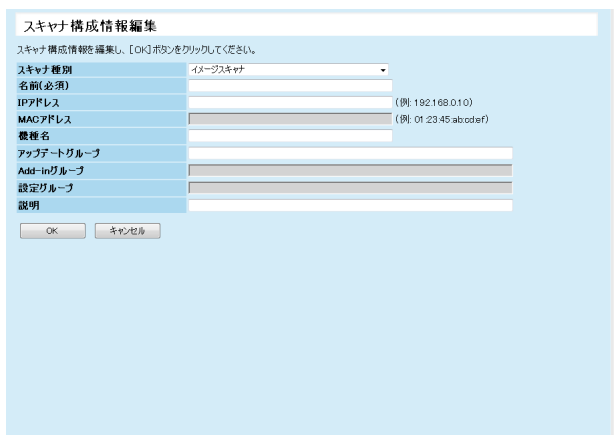 スキャナ構成情報編集
スキャナ構成情報を編集し、[OK]ボタンをクリックしてください。
スキャナ種別 イメージスキャナ
名前(必須)
IPアドレス (例: 192.168.0.10)
MACアドレス (例: 01:23:45:ab:cd:ef)
機種名
アップデートグループ
Add-inグループ
設定グループ
説明
OK キャンセル